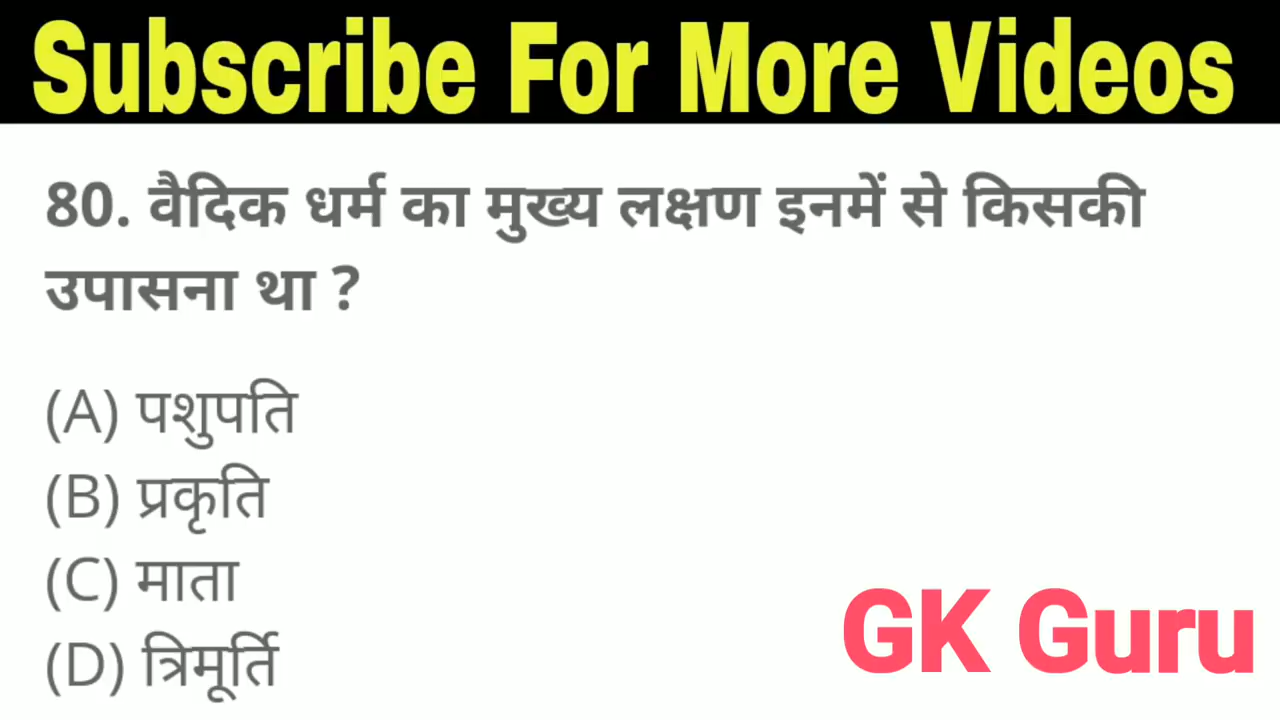 Subscribe For More Videos
80. वैदिक धर्म का मुख्य लक्षण इनमें से किसकी
उपासना था ?
(A) पशुपति
(B) प्रकृति
(C) माता
(D) त्रिमूर्ति
GK Guru